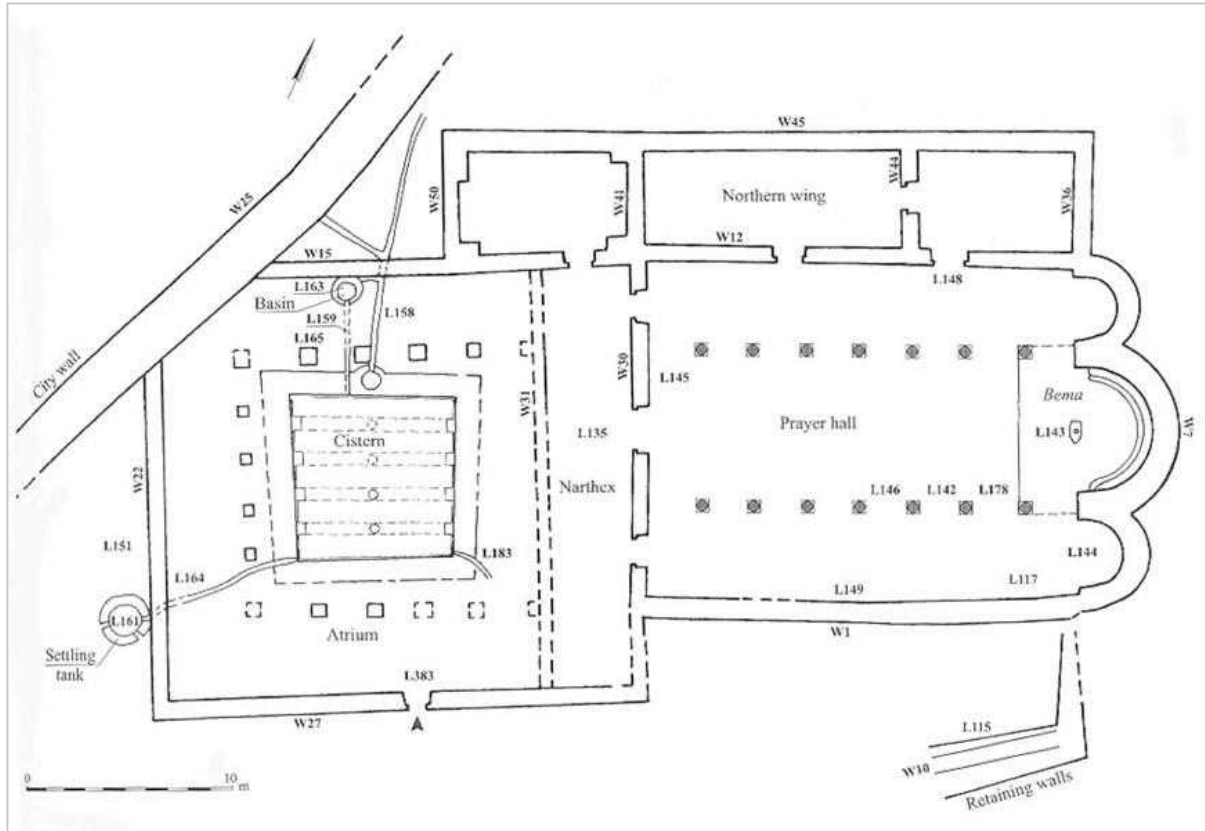 W45
W25
W50
W41
Northern wing
W44
W36
W15
W12
L163
Basin
L159
L158
L148
L165
City wall
W30
L145
W31
Bema
Cistern
L135
Prayer hall
L143
W7
W22
Narthex
L146
L142
L178
L151
L183
L144
L164
L117
L149
L161
Atrium
W1
Settling
tank
L383
W27
L115
W10
0
10
m
Retaining walls